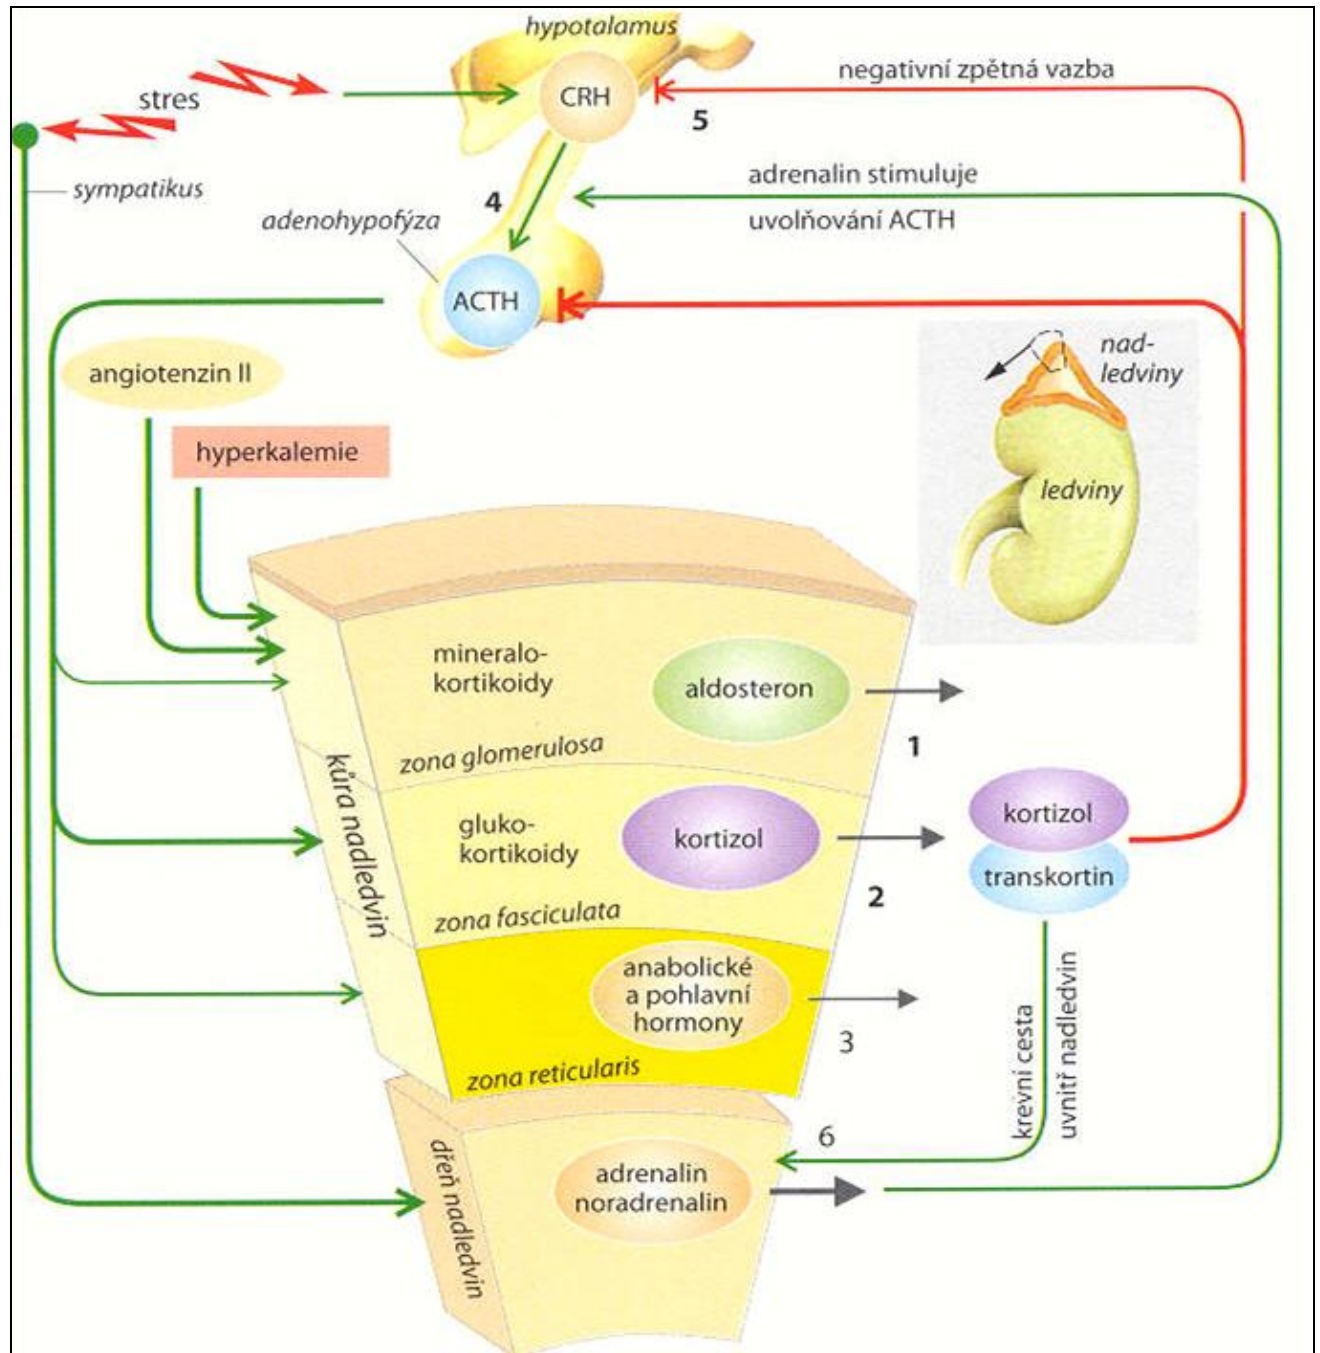 hypotalamus
negativní zpětná vazba
CRH
stres
5
adrenalin stimuluje
sympatikus
4
uvolňování ACTH
adenohypofýza
ACTH
nad-
ledviny
angiotenzin II
hyperkalemie
ledviny
mineralo-
kortikoidy
aldosteron
zona glomerulosa
1
kůra nadledvin
gluko-
kortikoidy
kortizol
kortizol
transkortin
2
zona fasciculata
anabolické
a pohlavní
hormony
3
krevní cesta
uvnitř nadledvin
zona reticularis
6
dřeň nadledvin
adrenalin
noradrenalin